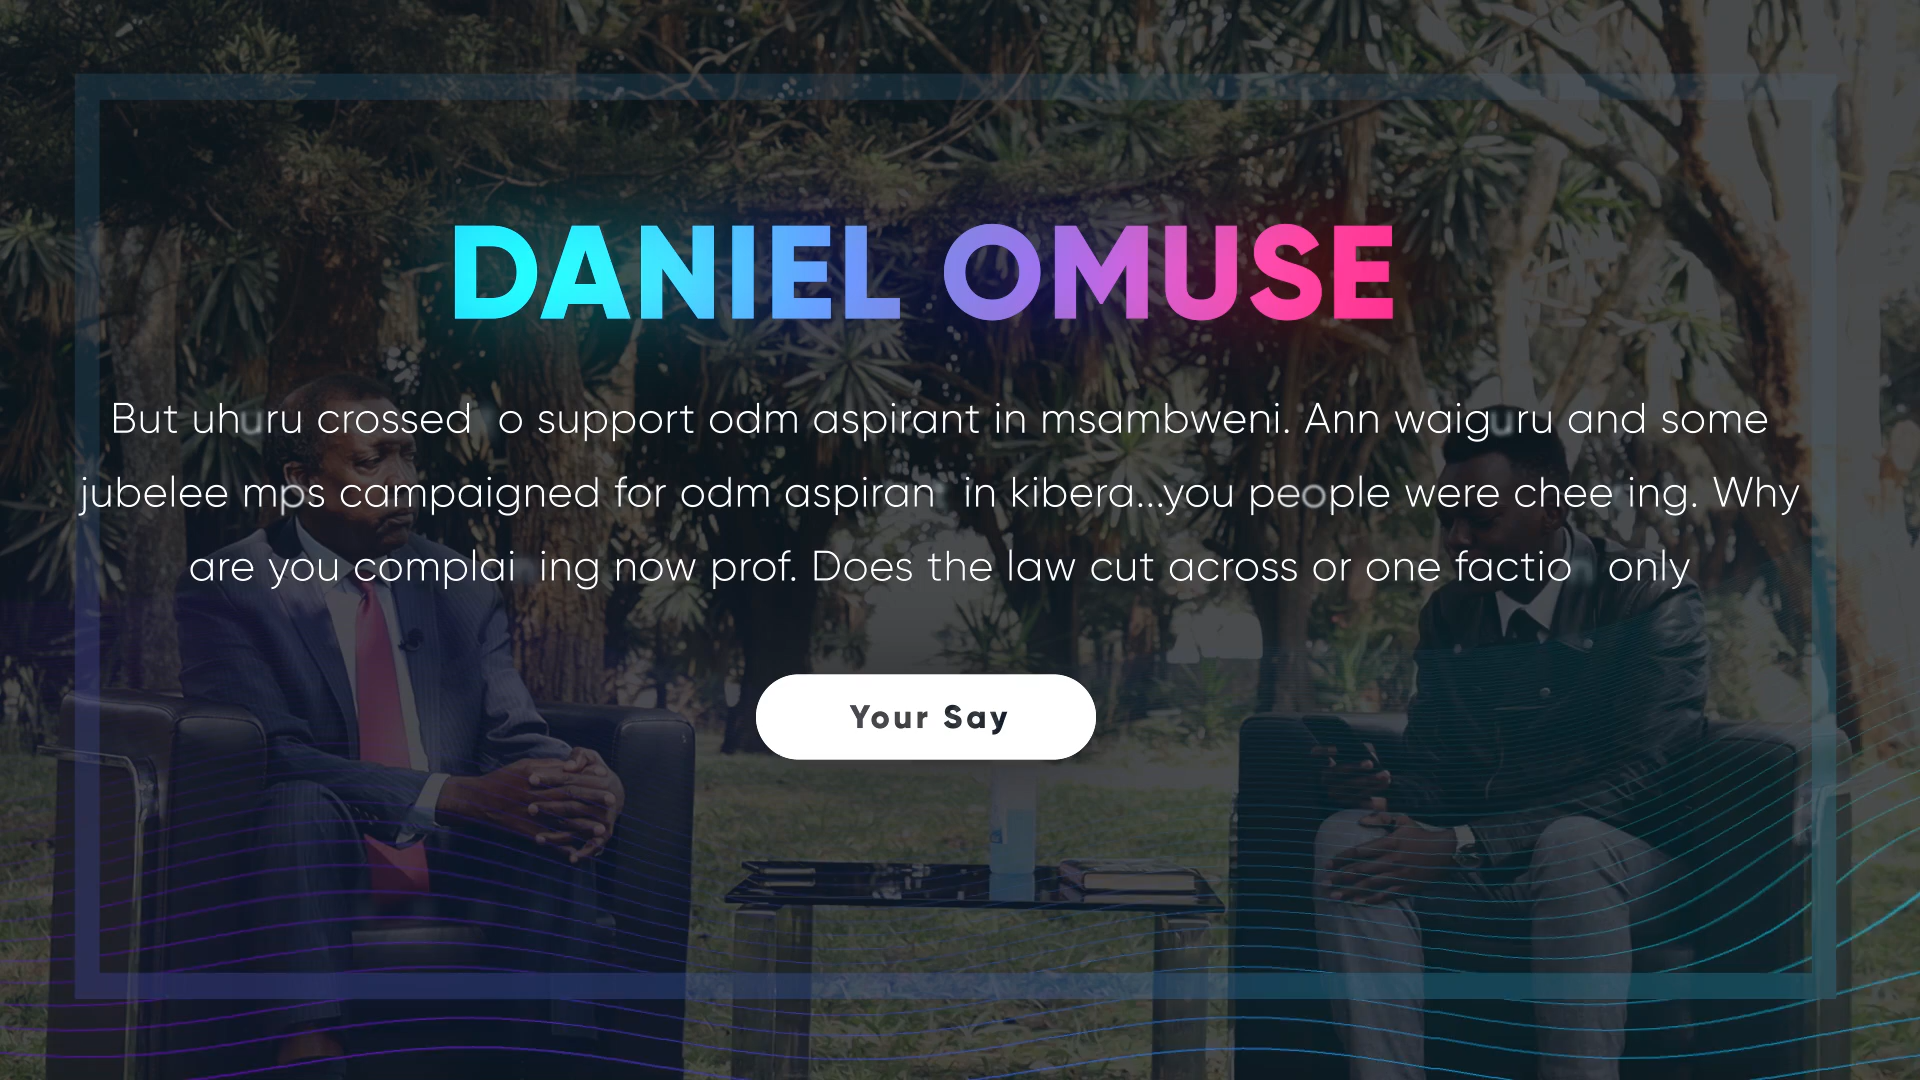 DANIEL OMUSE
But uhuru crossed o support odm aspirant in msambweni. Ann waiguru and some
jubelee mps campaigned for odm aspiran in kibera...you people were chee ing. Why
are you complai ing now prof. Does the law cut across or one factio only
Your Say